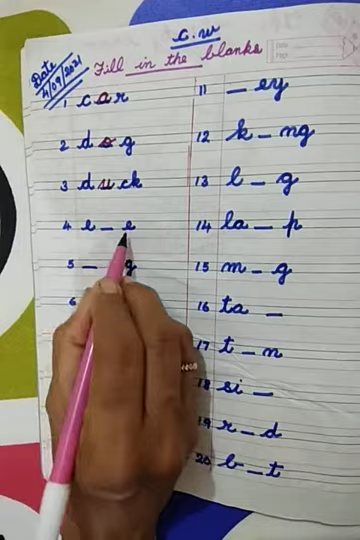 C.W
Date
4/09/2021
Fill in the blanks
1 car
2 dog
3 duck
4 e _ e
5 _ g
6
11 _ ey
12 k _ ng
13 l _ g
14 la _ p
15 m _ g
16 ta _
17 t _ n
18 si _
19 r _ d
20 b _ t